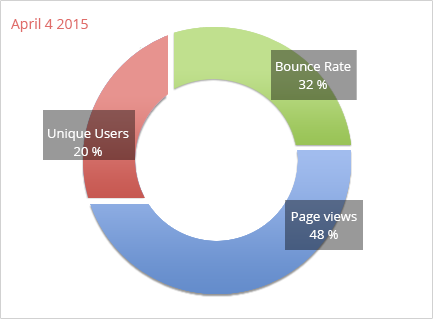 April 4 2015
Bounce Rate
32 %
Unique Users
20 %
Page views
48 %